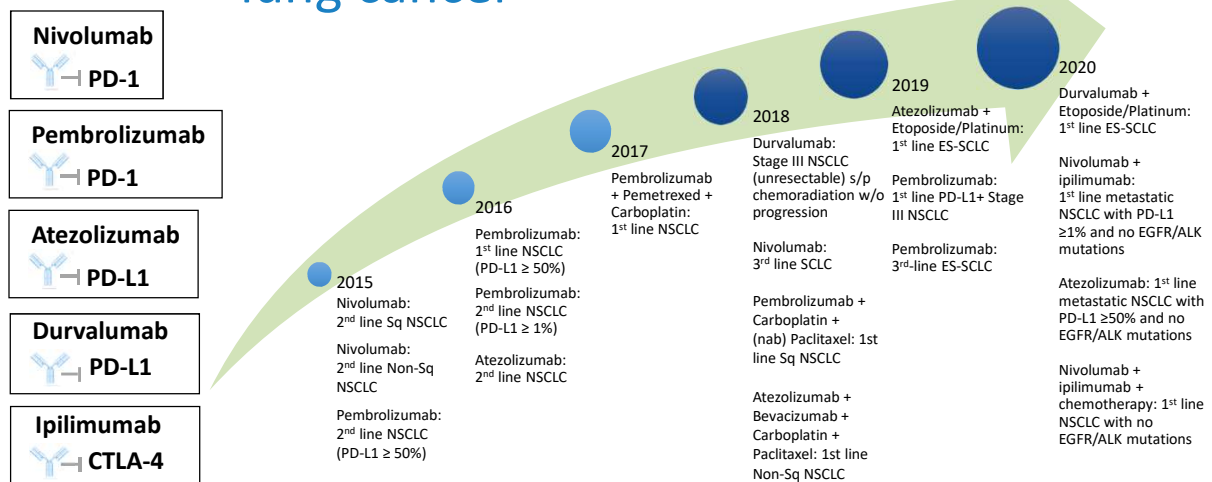 Nivolumab
PD-1
Pembrolizumab
PD-1
Atezolizumab
PD-L1
Durvalumab
PD-L1
Ipilimumab
CTLA-4
2015
Nivolumab:
2nd line Sq NSCLC
Nivolumab:
2nd line Non-Sq
NSCLC
Pembrolizumab:
2nd line NSCLC
(PD-L1 ≥ 50%)
2016
Pembrolizumab:
1st line NSCLC
(PD-L1 ≥ 50%)
Pembrolizumab:
2nd line NSCLC
(PD-L1 ≥ 1%)
Atezolizumab:
2nd line NSCLC
2017
Pembrolizumab
+ Pemetrexed +
Carboplatin:
1st line NSCLC
2018
Durvalumab:
Stage III NSCLC
(unresectable) s/p
chemoradiation w/o
progression
Nivolumab:
3rd line SCLC
Pembrolizumab +
Carboplatin +
(nab) Paclitaxel: 1st
line Sq NSCLC
Atezolizumab +
Bevacizumab +
Carboplatin +
Paclitaxel: 1st line
Non-Sq NSCLC
2019
Atezolizumab +
Etoposide/Platinum:
1st line ES-SCLC
Pembrolizumab:
1st line PD-L1+ Stage
III NSCLC
Pembrolizumab:
3rd-line ES-SCLC
2020
Durvalumab +
Etoposide/Platinum:
1st line ES-SCLC
Nivolumab +
ipilimumab:
1st line metastatic
NSCLC with PD-L1
≥1% and no EGFR/ALK
mutations
Atezolizumab: 1st line
metastatic NSCLC with
PD-L1 ≥50% and no
EGFR/ALK mutations
Nivolumab +
ipilimumab +
chemotherapy: 1st line
NSCLC with no
EGFR/ALK mutations